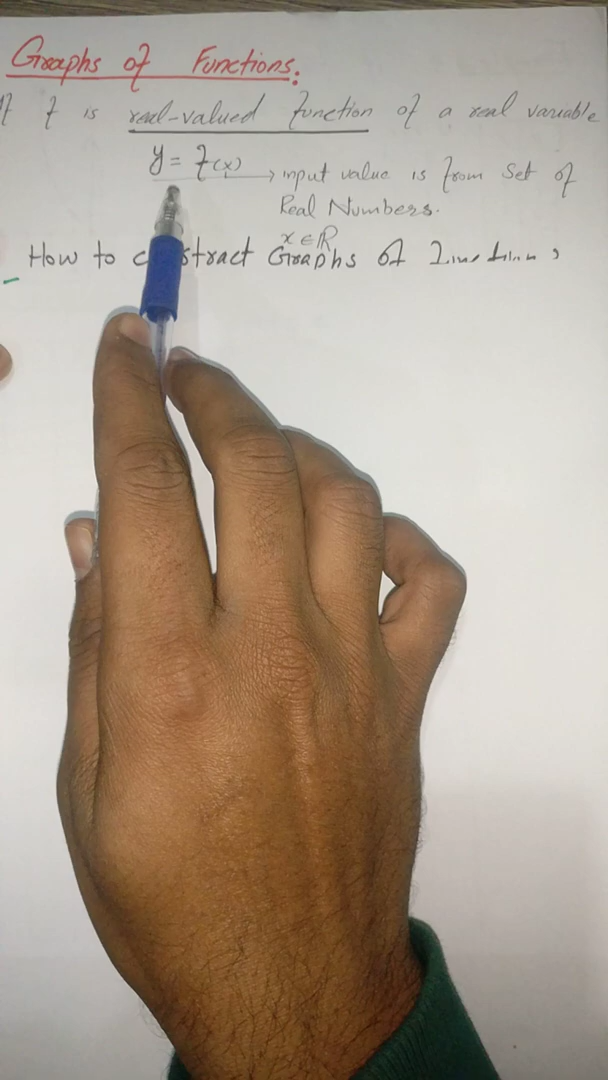 Graphs of Functions:
If f is real-valued function of a real variable
y = f(x) → input value is from Set of
Real Numbers.
x ∈ R
How to Graphs of